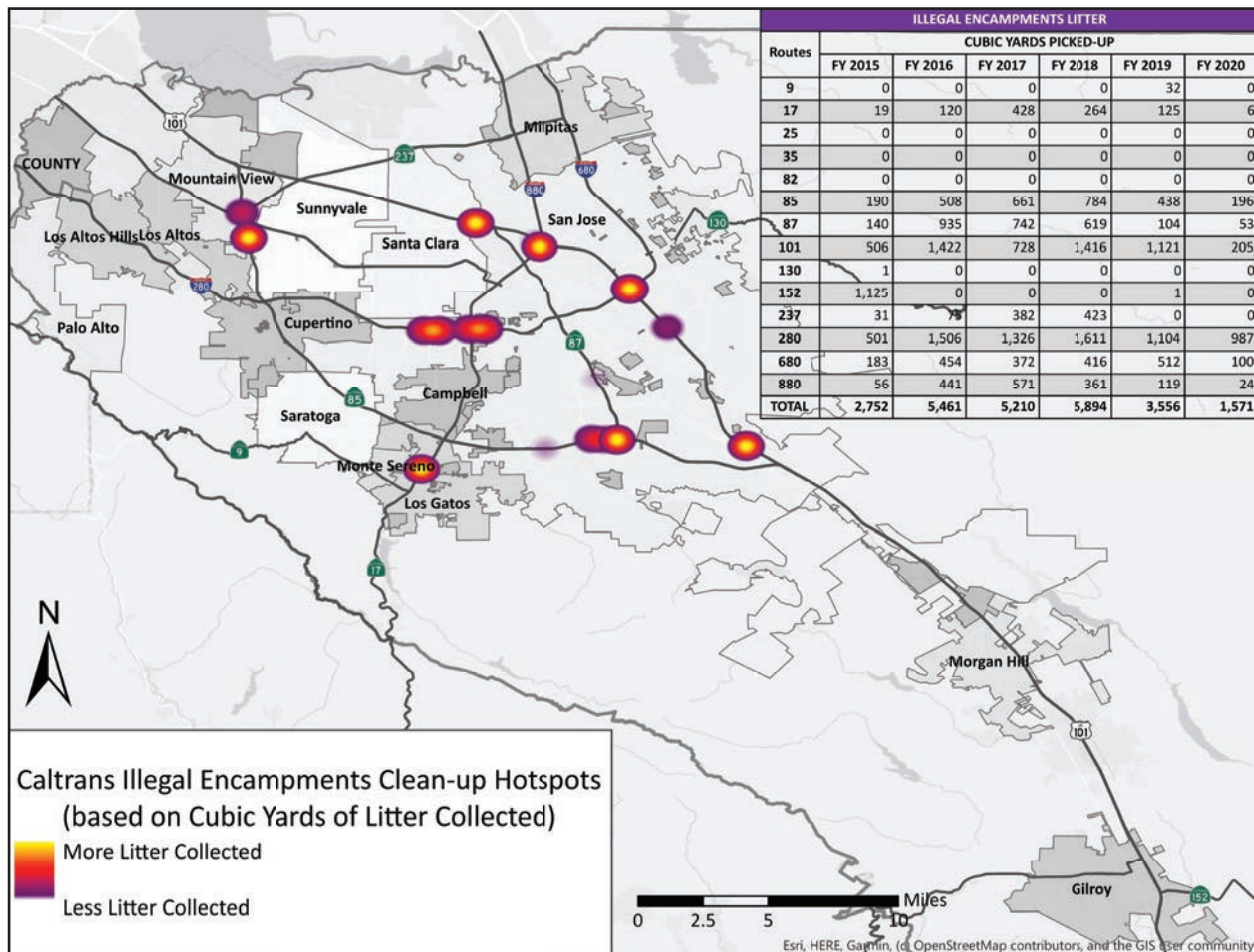 ILLEGAL ENCAMPMENTS LITTER
Routes CUBIC YARDS PICKED-UP
FY 2015 FY 2016 FY 2017 FY 2018 FY 2019 FY 2020
9 0 0 0 0 32 0
17 19 120 428 264 125 6
25 0 0 0 0 0 0
35 0 0 0 0 0 0
82 0 0 0 0 0 0
85 190 508 661 784 438 196
87 140 935 742 619 104 53
101 506 1,422 728 1,416 1,121 205
130 1 0 0 0 0 0
152 1,125 0 0 0 1 0
237 31 75 382 423 0 0
280 501 1,506 1,326 1,611 1,104 987
680 183 454 372 416 512 100
880 56 441 571 361 119 24
TOTAL 2,752 5,461 5,210 5,894 3,556 1,571
101
Milpitas
237
COUNTY
680
Mountain View
880
Sunnyvale
San Jose
130
Los Altos Hills
Los Altos
Santa Clara
280
Palo Alto
Cupertino
87
Campbell
85
Saratoga
9
Monte Sereno
Los Gatos
17
N
Morgan Hill
101
Caltrans Illegal Encampments Clean-up Hotspots
(based on Cubic Yards of Litter Collected)
More Litter Collected
Less Litter Collected
Miles
0 2.5 5 10
Gilroy
152
Esri, HERE, Garmin, (c) OpenStreetMap contributors, and the GIS user community